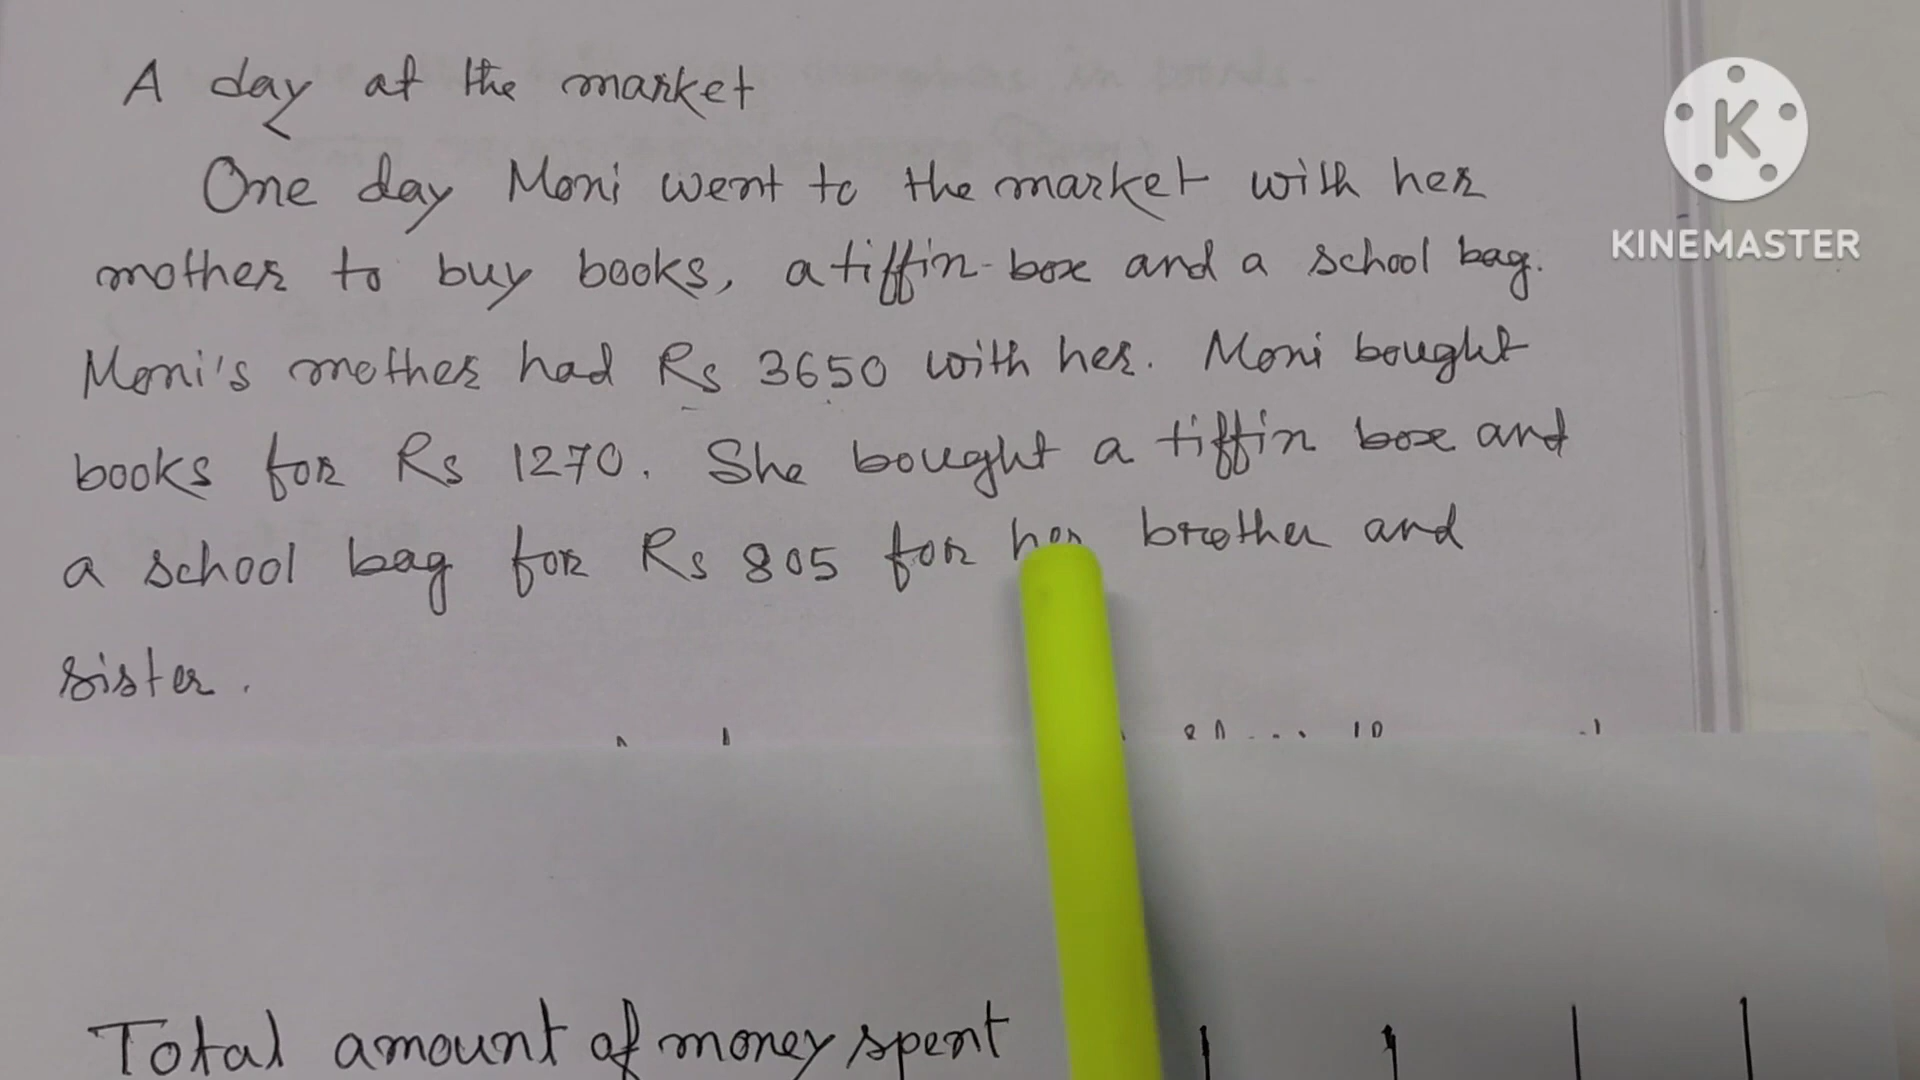 A day at the market
One day Moni went to the market with her
mother to buy books, a tiffin-box and a school bag.
Moni's mother had Rs 3650 with her. Moni bought
books for Rs 1270. She bought a tiffin box and
a school bag for Rs 805 for her brother and
sister.
Total amount of money spent
K
KINEMASTER